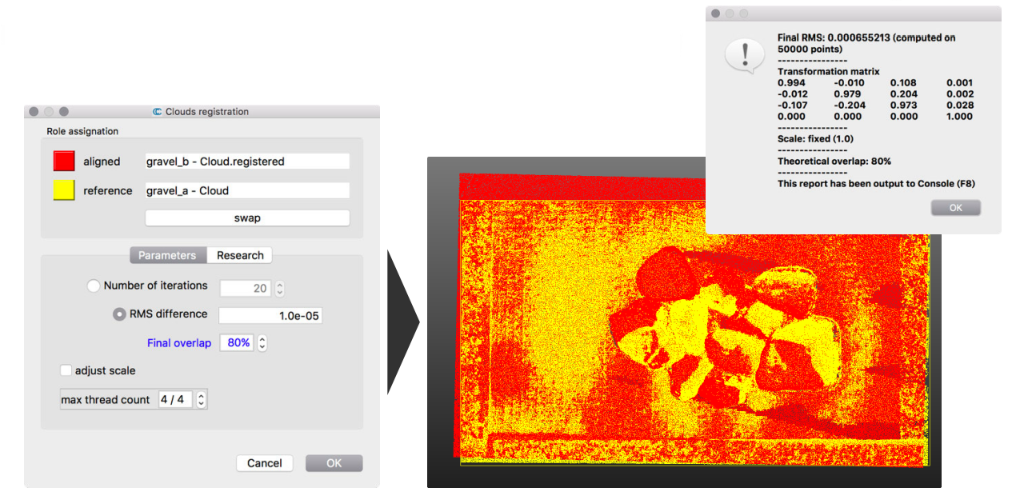 Clouds registration
Role assignation
aligned gravel_b - Cloud.registered
reference gravel_a - Cloud
swap
Parameters Research
Number of iterations 20
RMS difference 1.0e-05
Final overlap 80%
adjust scale
max thread count 4 / 4
Cancel OK
Final RMS: 0.000655213 (computed on
50000 points)
----------------
Transformation matrix
0.994 -0.010 0.108 0.001
-0.012 0.979 0.204 0.002
-0.107 -0.204 0.973 0.028
0.000 0.000 0.000 1.000
----------------
Scale: fixed (1.0)
----------------
Theoretical overlap: 80%
----------------
This report has been output to Console (F8)
OK